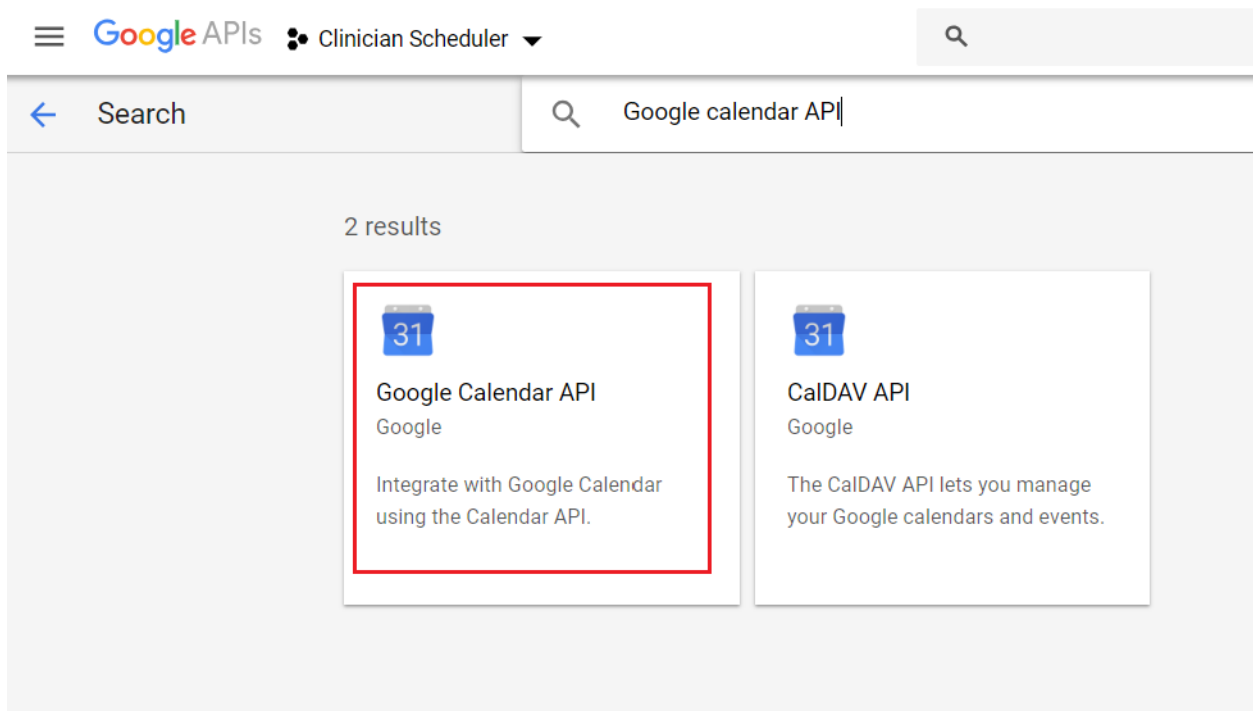 Google APIs Clinician Scheduler
Search Google calendar API
2 results
31
Google Calendar API
Google
Integrate with Google Calendar
using the Calendar API.
31
CalDAV API
Google
The CalDAV API lets you manage
your Google calendars and events.